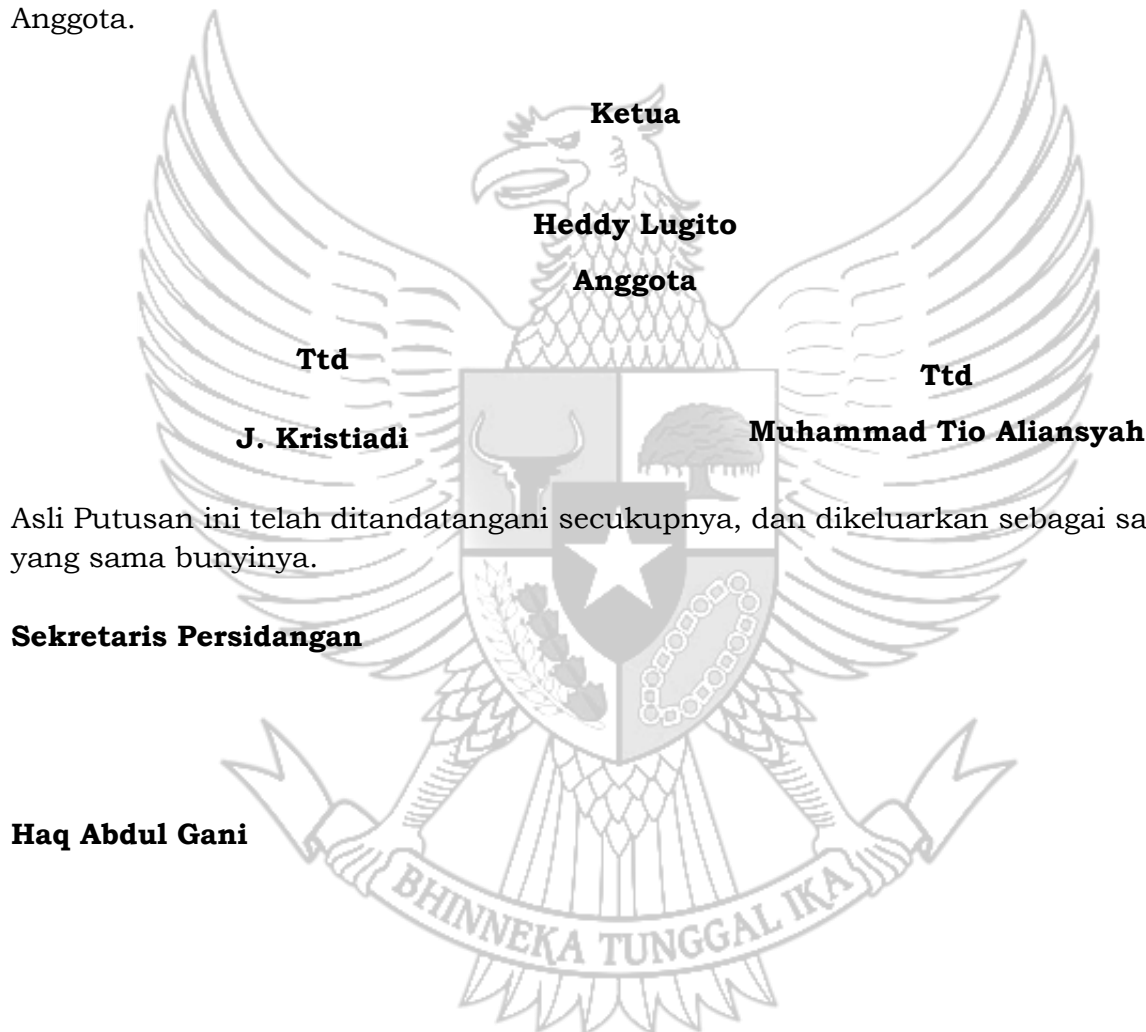 Anggota.
Ketua
Heddy Lugito
Anggota
Ttd
Ttd
J. Kristiadi
Muhammad Tio Aliansyah
Asli Putusan ini telah ditandatangani secukupnya, dan dikeluarkan sebagai sa
yang sama bunyinya.
Sekretaris Persidangan
Haq Abdul Gani
BHINNEKA TUNGGAL IKA